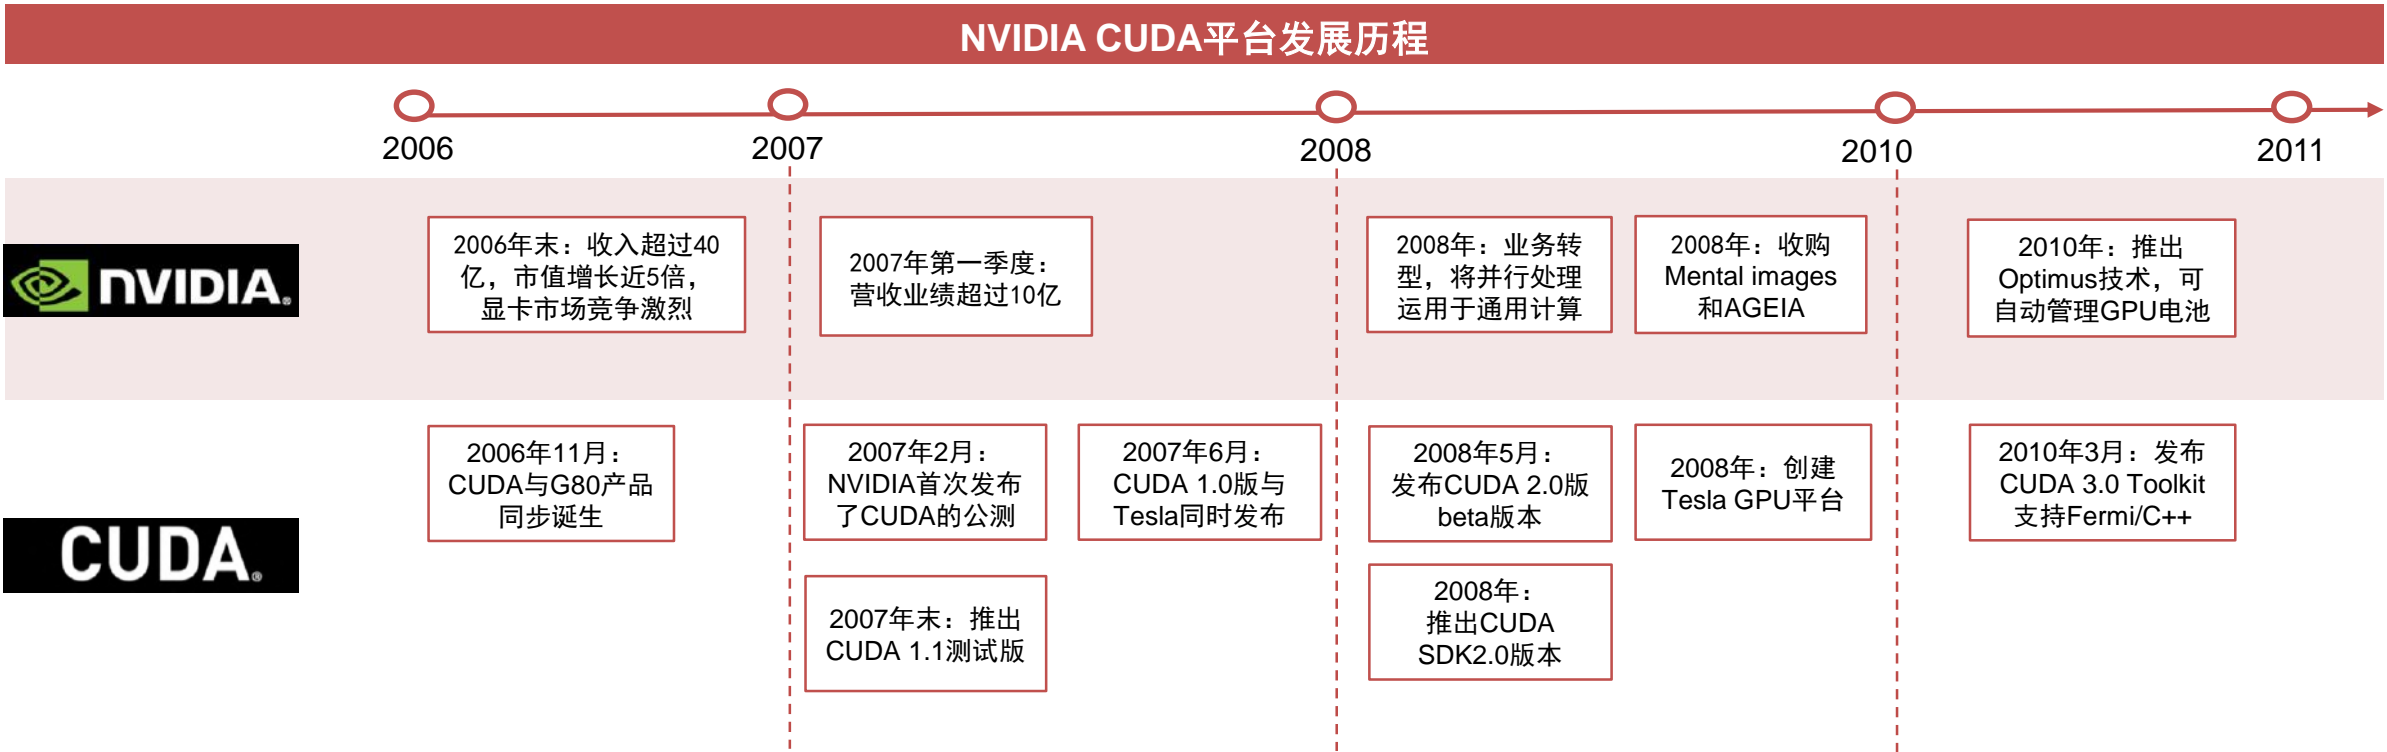 NVIDIA CUDA平台发展历程
2006
2007
2008
2010
2011
NVIDIA®
2006年末：收入超过40
亿，市值增长近5倍，
显卡市场竞争激烈
2007年第一季度：
营收业绩超过10亿
2008年：业务转
型，将并行处理
运用于通用计算
2008年：收购
Mental images
和AGEIA
2010年：推出
Optimus技术，可
自动管理GPU电池
CUDA®
2006年11月：
CUDA与G80产品
同步诞生
2007年2月：
NVIDIA首次发布
了CUDA的公测
2007年6月：
CUDA 1.0版与
Tesla同时发布
2008年5月：
发布CUDA 2.0版
beta版本
2008年：创建
Tesla GPU平台
2010年3月：发布
CUDA 3.0 Toolkit
支持Fermi/C++
2007年末：推出
CUDA 1.1测试版
2008年：
推出CUDA
SDK2.0版本